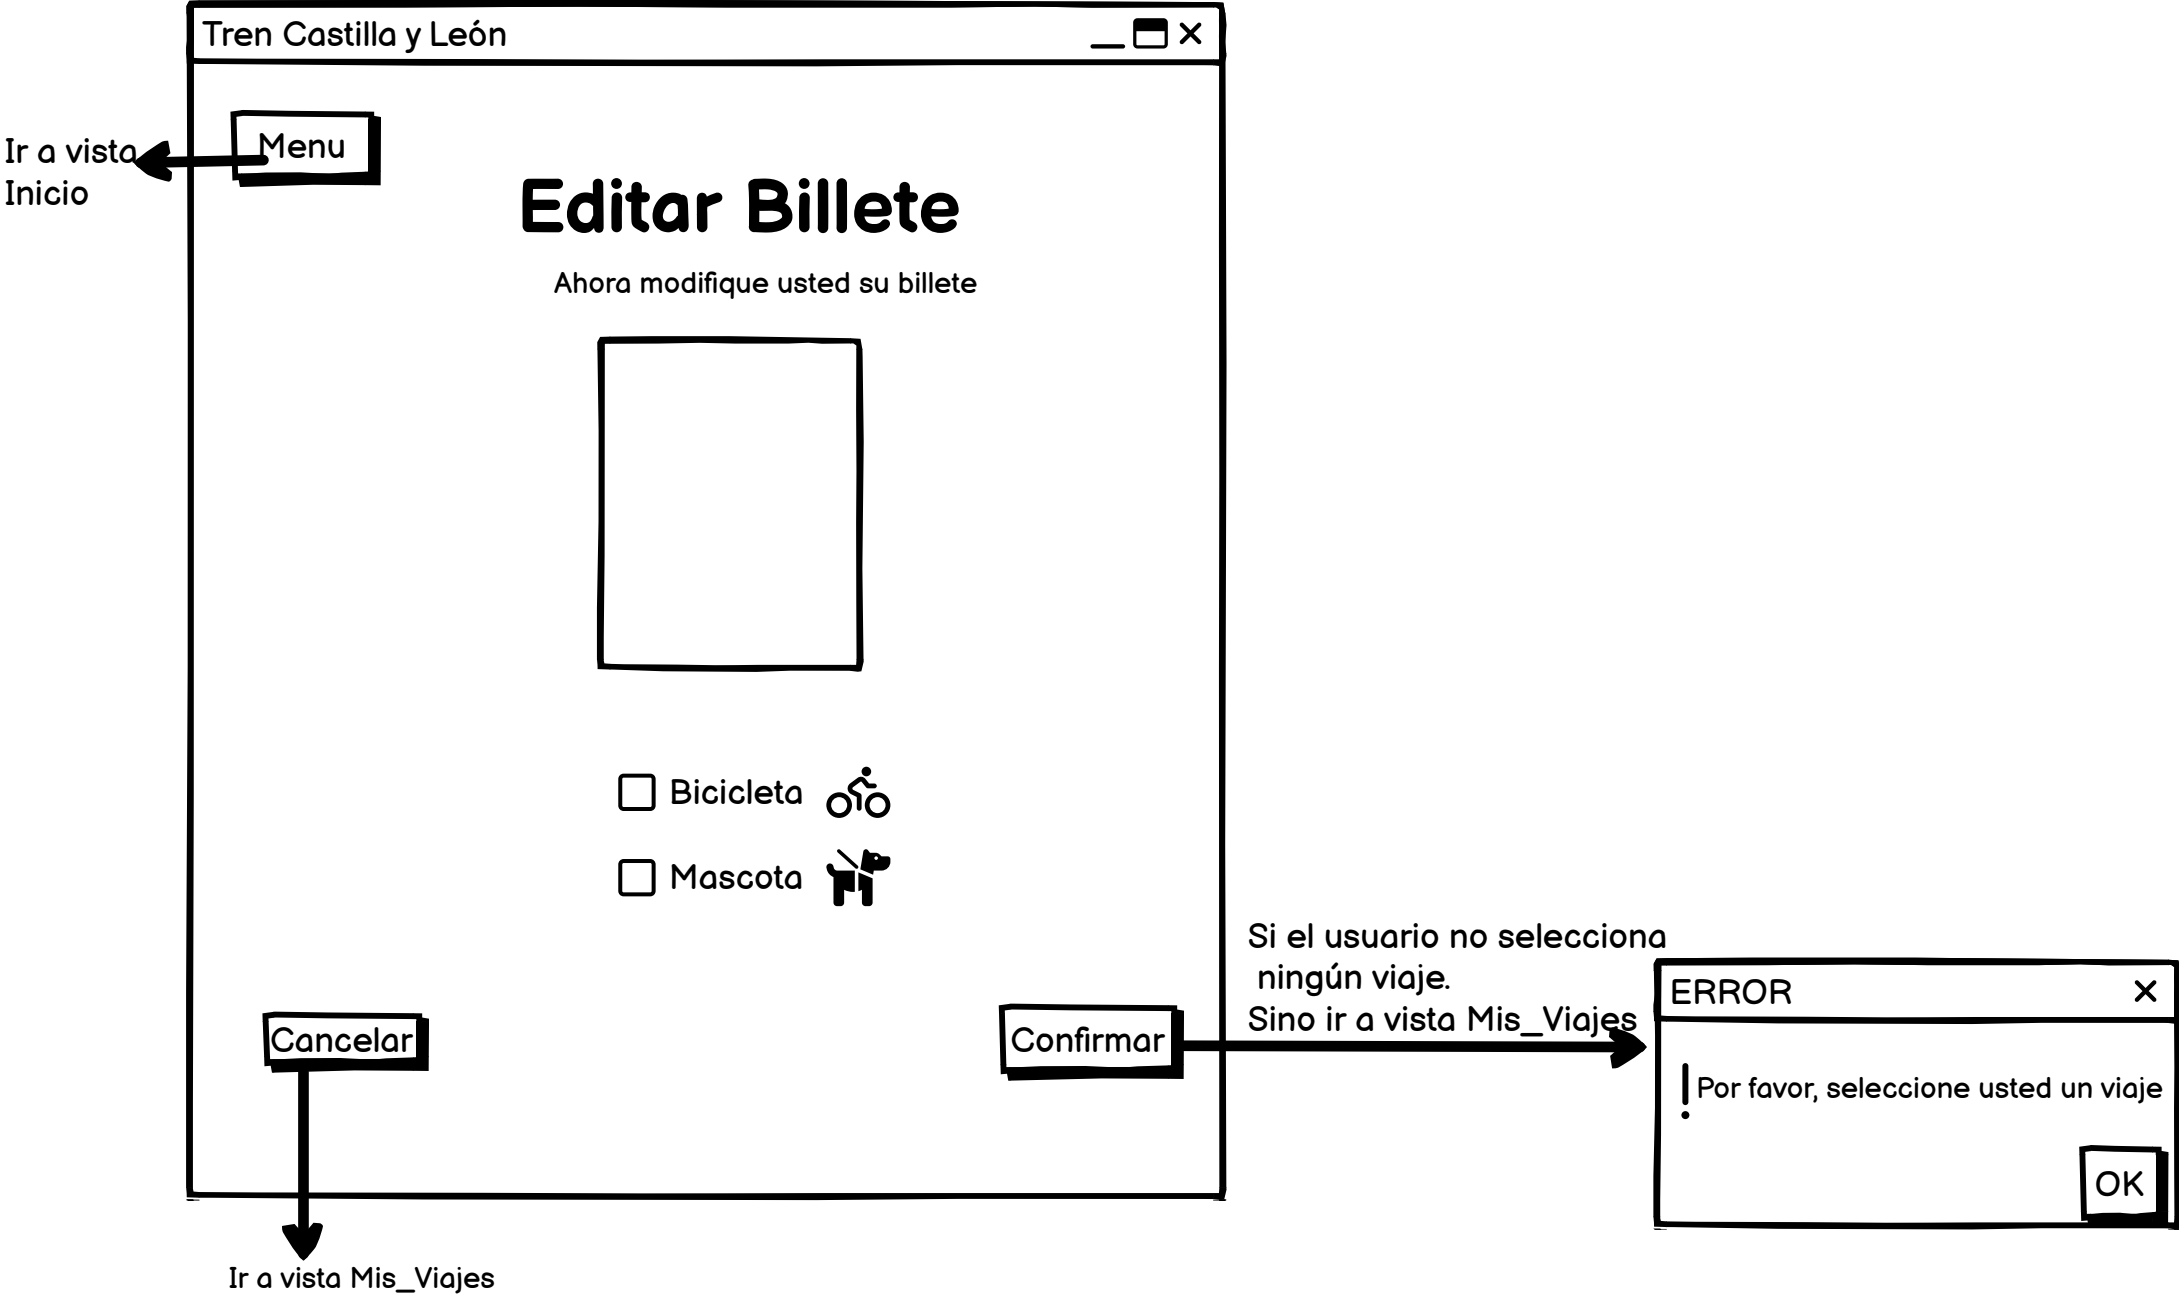 Tren Castilla y León
Menu
Ir a vista
Inicio
Editar Billete
Ahora modifique usted su billete
Bicicleta
Mascota
Cancelar
Confirmar
Si el usuario no selecciona
ningún viaje.
Sino ir a vista Mis_Viajes
ERROR
! Por favor, seleccione usted un viaje
OK
Ir a vista Mis_Viajes